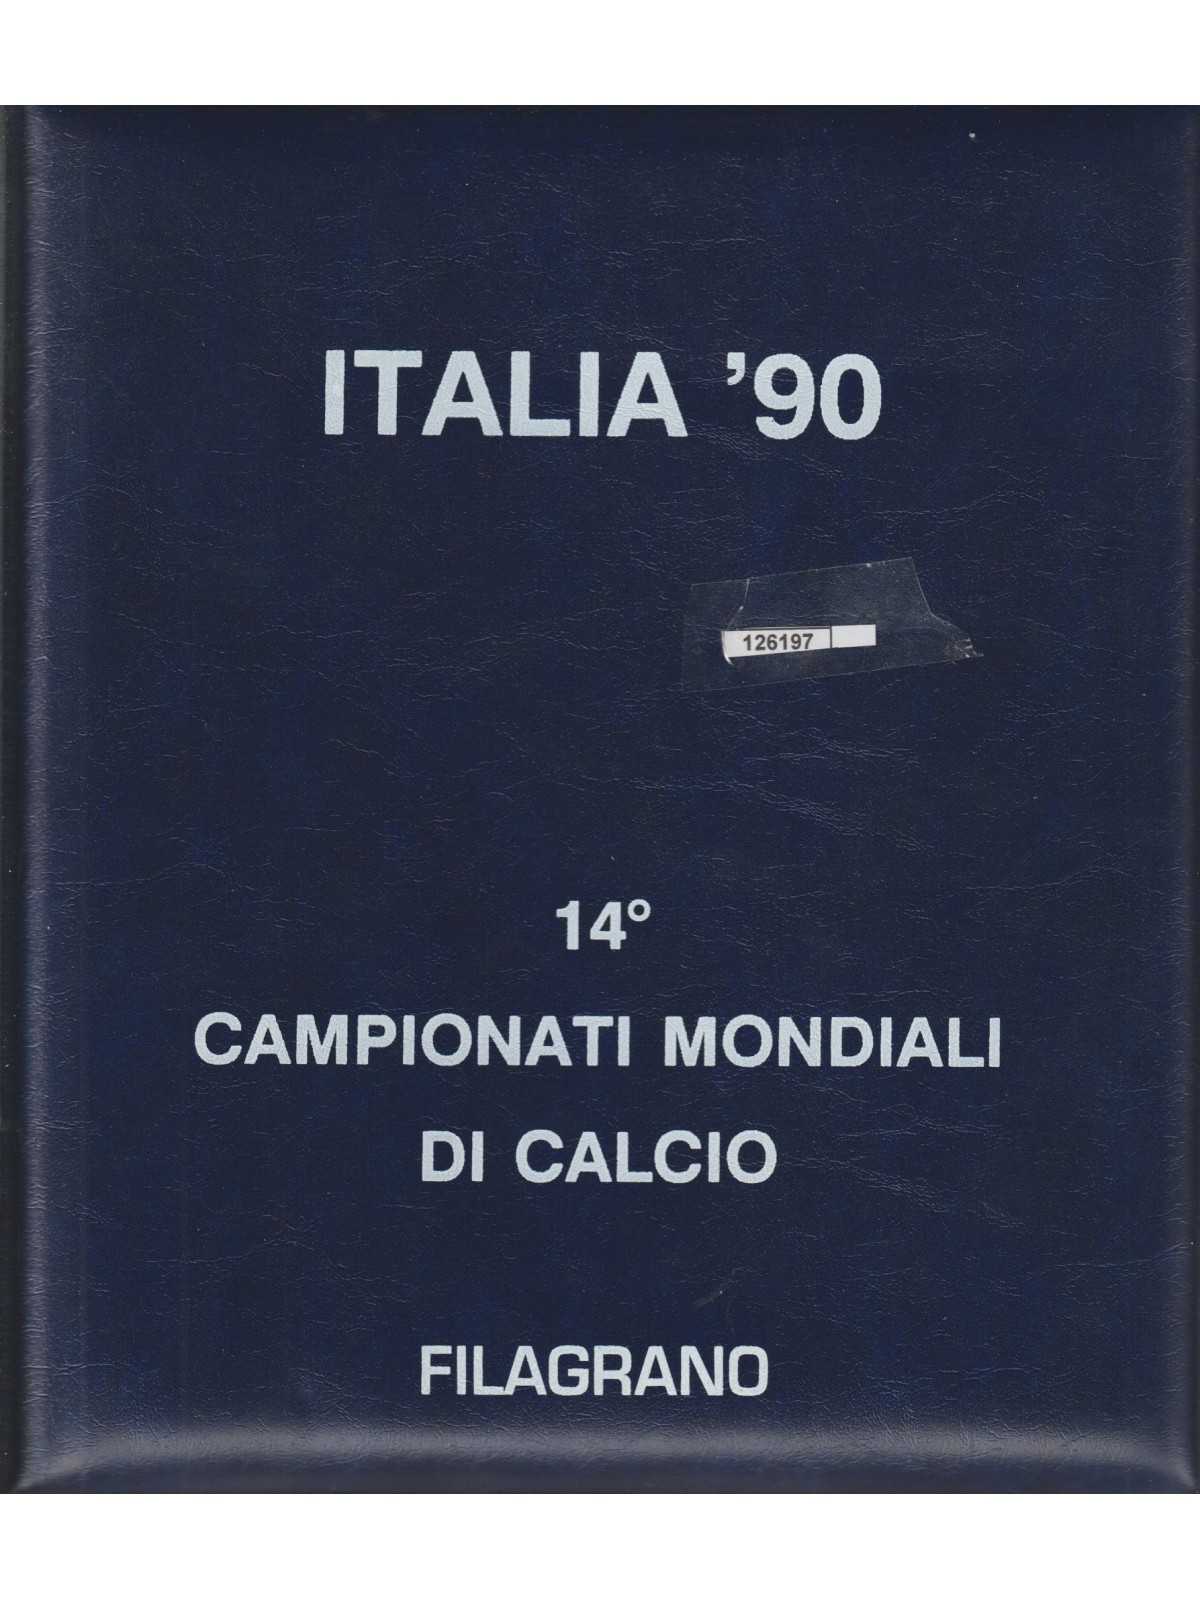 ITALIA ’90
126197
14°
CAMPIONATI MONDIALI
DI CALCIO
FILAGRANO